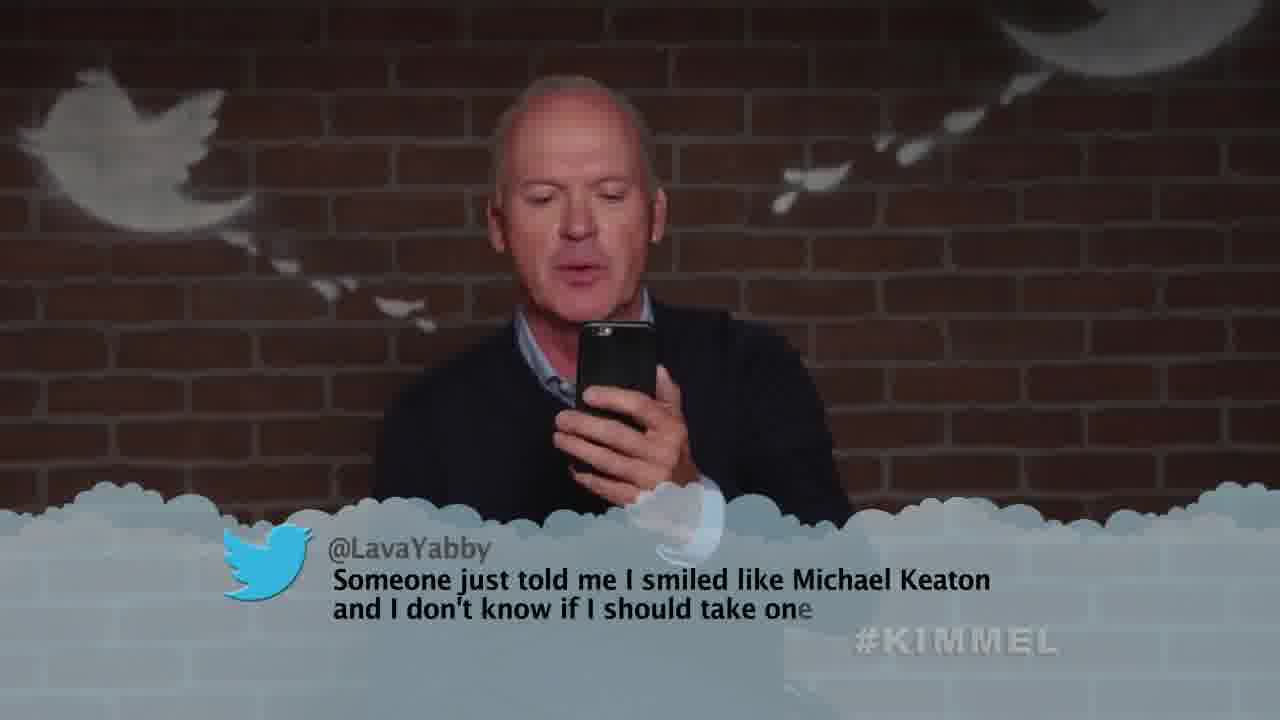 @LavaYabby
Someone just told me I smiled like Michael Keaton
and I don't know if I should take one
#KIMMEL